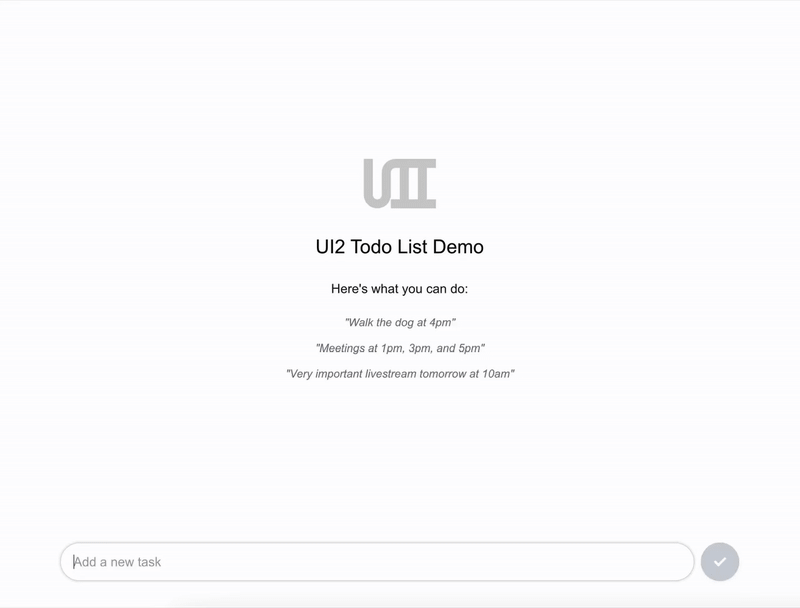 UII
UI2 Todo List Demo
Here's what you can do:
"Walk the dog at 4pm"
"Meetings at 1pm, 3pm, and 5pm"
"Very important livestream tomorrow at 10am"
Add a new task